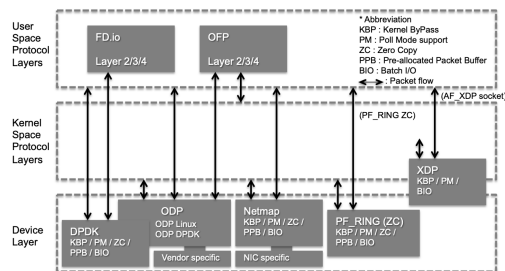 User
Space
Protocol
Layers
FD.io
Layer 2/3/4
OFP
Layer 2/3/4
* Abbreviation
KBP : Kernel ByPass
PM : Poll Mode support
ZC : Zero Copy
PPB : Pre-allocated Packet Buffer
BIO : Batch I/O
: Packet flow
(AF_XDP socket)
(PF_RING ZC)
Kernel
Space
Protocol
Layers
XDP
KBP / PM /
BIO
Device
Layer
DPDK
KBP / PM / ZC /
PPB / BIO
ODP
ODP Linux
ODP DPDK
Vendor specific
Netmap
KBP / PM / ZC /
PPB / BIO
NIC specific
PF_RING (ZC)
KBP / PM / ZC /
PPB / BIO